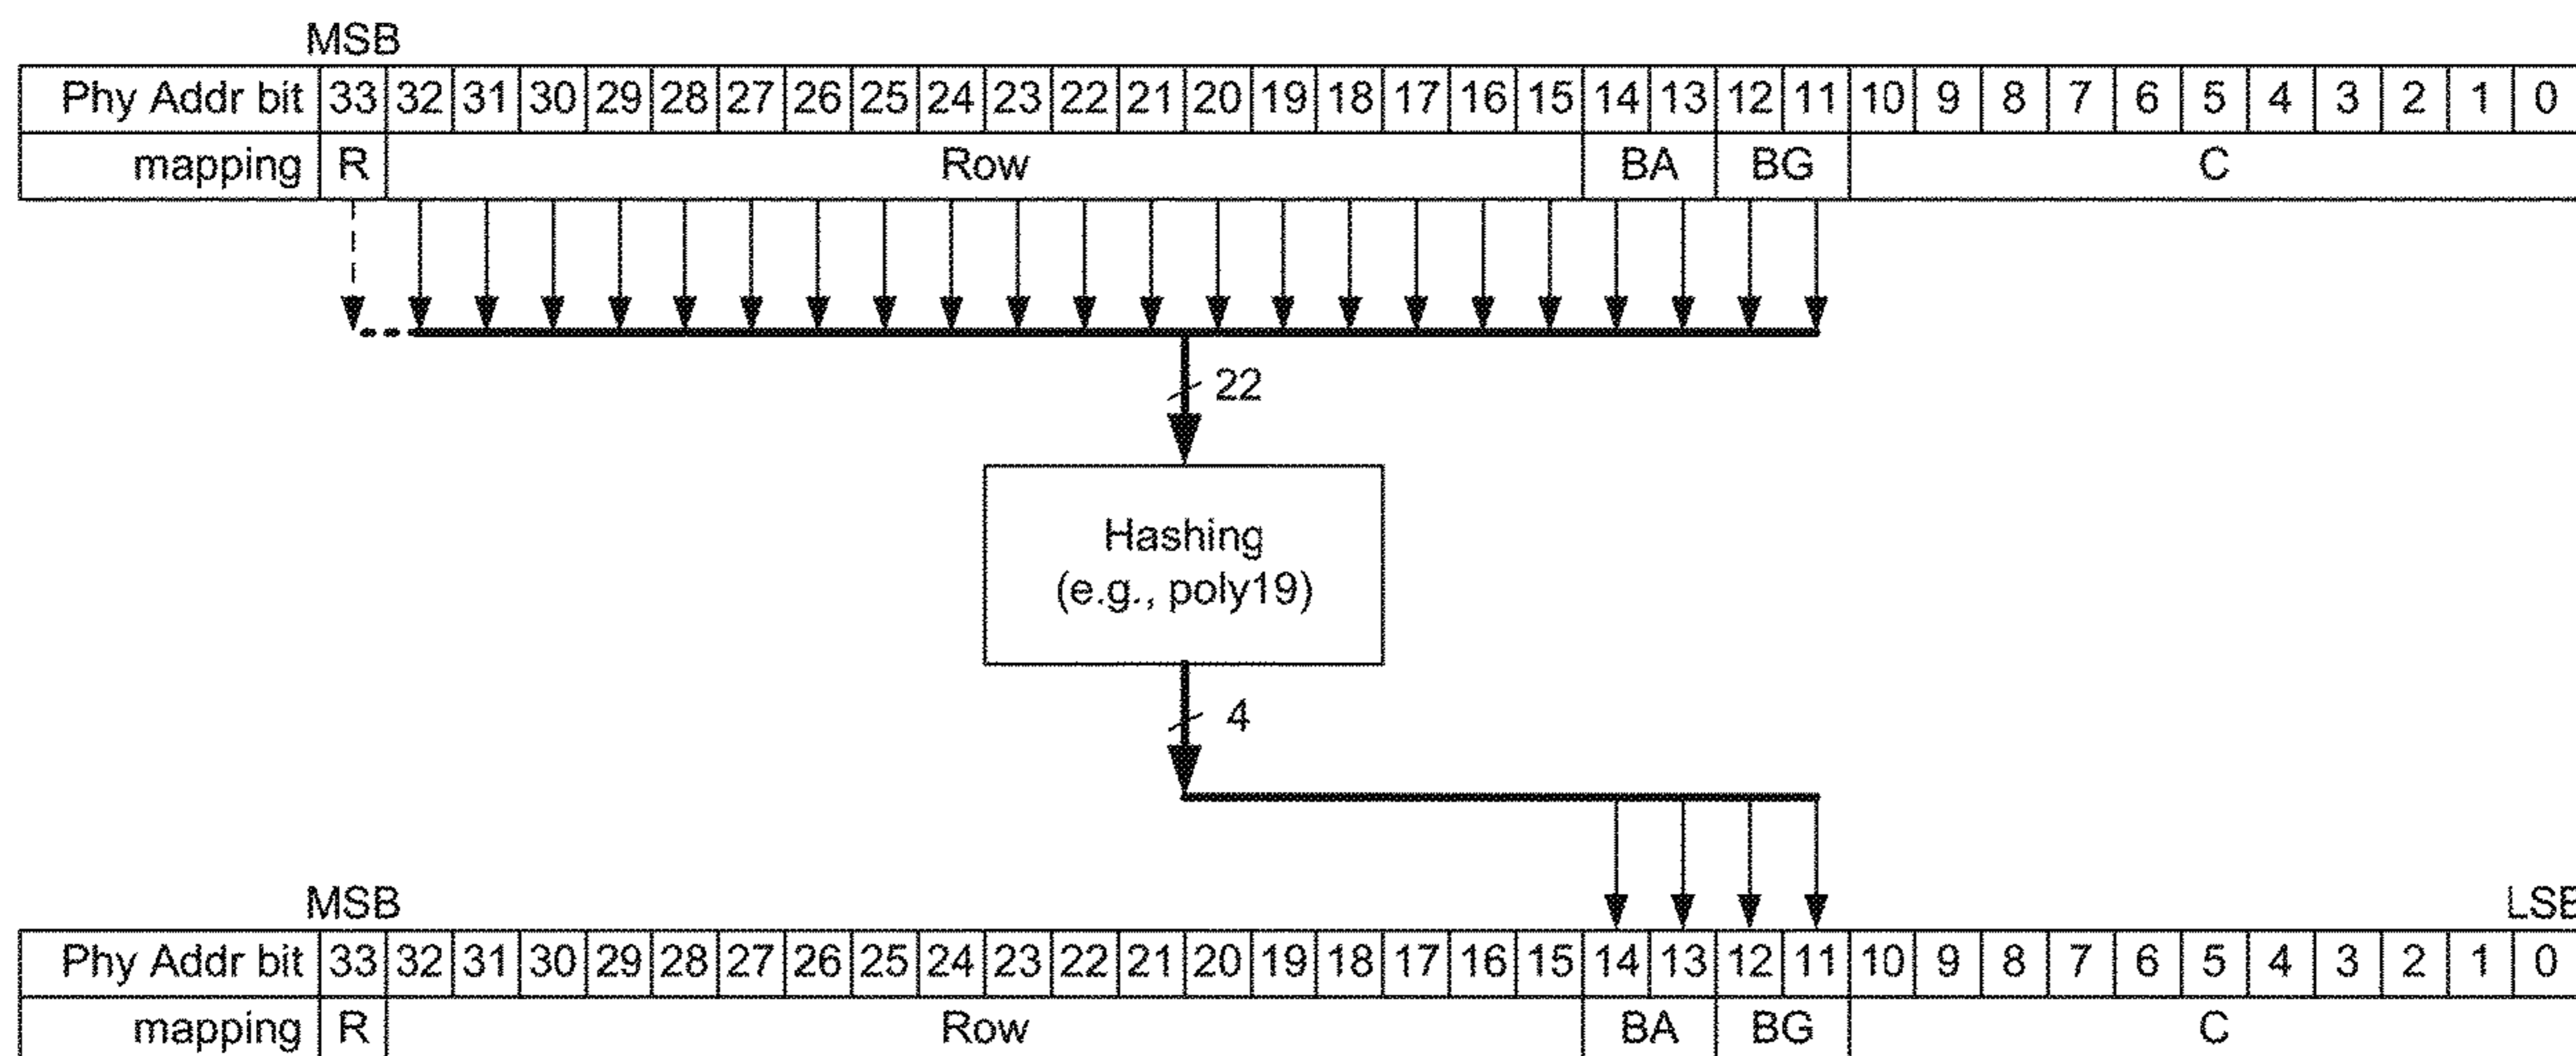 MSB
Phy Addr bit 33 32 31 30 29 28 27 26 25 24 23 22 21 20 19 18 17 16 15 14 13 12 11 10 9 8 7 6 5 4 3 2 1 0
mapping R Row BA BG C
22
Hashing
(e.g., poly19)
4
MSB LSB
Phy Addr bit 33 32 31 30 29 28 27 26 25 24 23 22 21 20 19 18 17 16 15 14 13 12 11 10 9 8 7 6 5 4 3 2 1 0
mapping R Row BA BG C